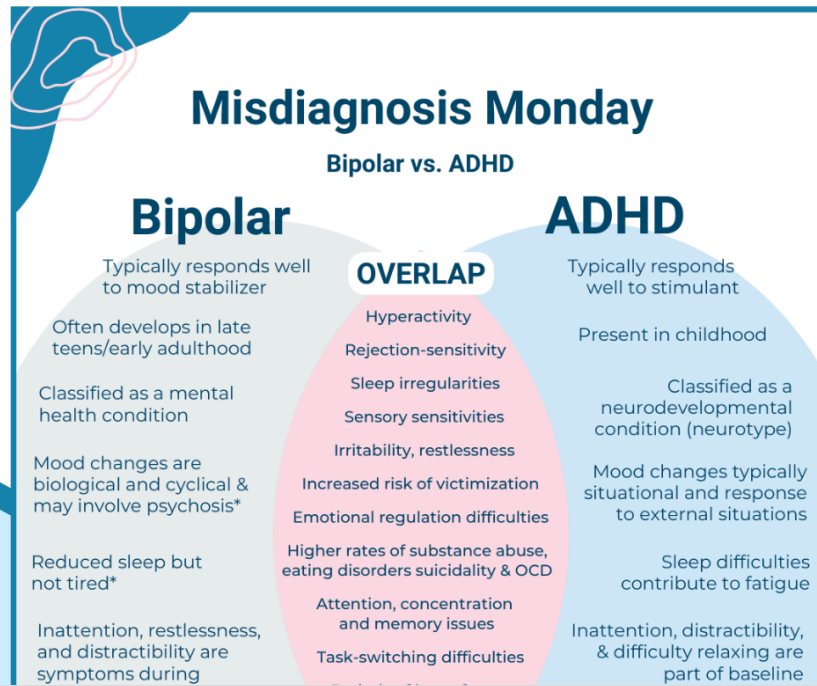 Misdiagnosis Monday
Bipolar vs. ADHD
Bipolar
Typically responds well
to mood stabilizer
Often develops in late
teens/early adulthood
Classified as a mental
health condition
Mood changes are
biological and cyclical &
may involve psychosis*
Reduced sleep but
not tired*
Inattention, restlessness,
and distractibility are
symptoms during
OVERLAP
Hyperactivity
Rejection-sensitivity
Sleep irregularities
Sensory sensitivities
Irritability, restlessness
Increased risk of victimization
Emotional regulation difficulties
Higher rates of substance abuse,
eating disorders suicidality & OCD
Attention, concentration
and memory issues
Task-switching difficulties
ADHD
Typically responds
well to stimulant
Present in childhood
Classified as a
neurodevelopmental
condition (neurotype)
Mood changes typically
situational and response
to external situations
Sleep difficulties
contribute to fatigue
Inattention, distractibility,
& difficulty relaxing are
part of baseline